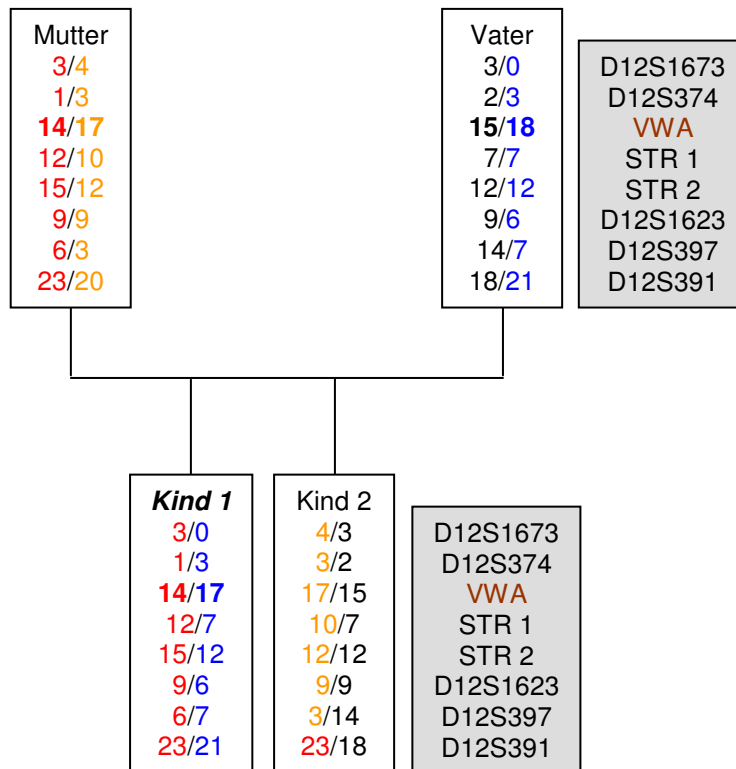 Mutter
3/4
1/3
14/17
12/10
15/12
9/9
6/3
23/20
Vater
3/0
2/3
15/18
7/7
12/12
9/6
14/7
18/21
D12S1673
D12S374
VWA
STR 1
STR 2
D12S1623
D12S397
D12S391
Kind 1
3/0
1/3
14/17
12/7
15/12
9/6
6/7
23/21
Kind 2
4/3
3/2
17/15
10/7
12/12
9/9
3/14
23/18
D12S1673
D12S374
VWA
STR 1
STR 2
D12S1623
D12S397
D12S391